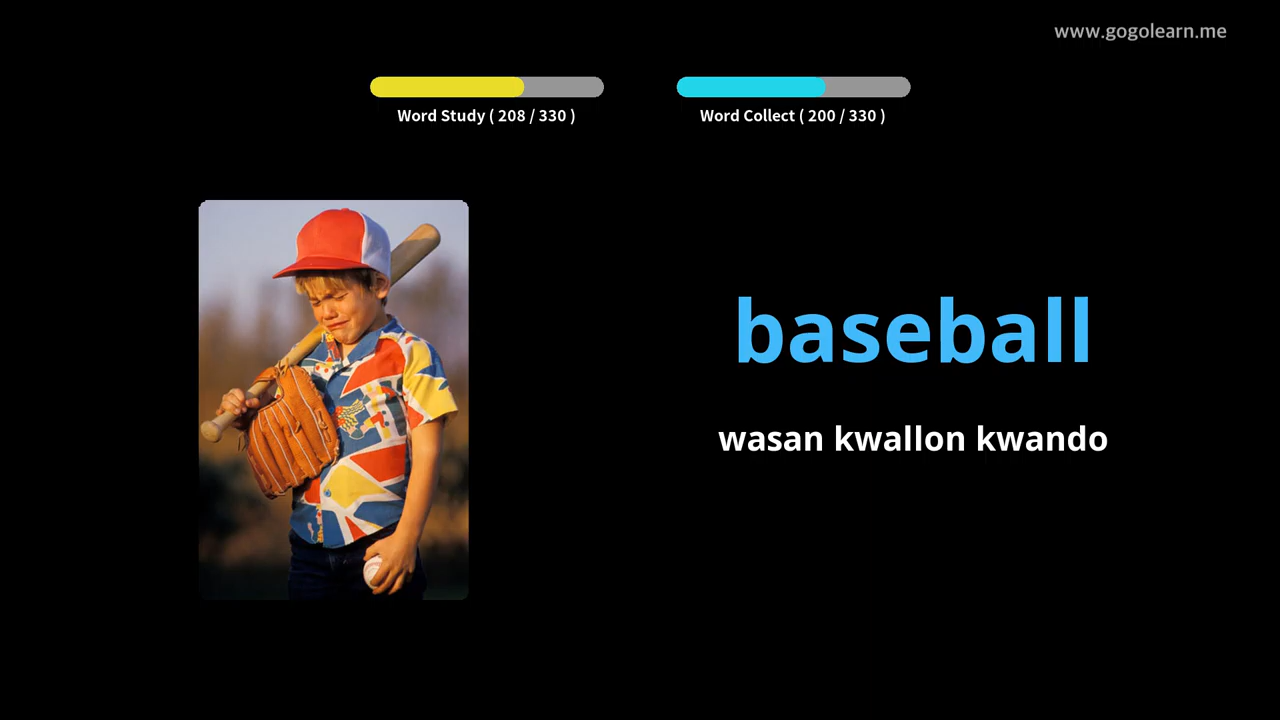 www.gogolearn.me
Word Study ( 208 / 330 )
Word Collect ( 200 / 330 )
baseball
wasan kwallon kwando